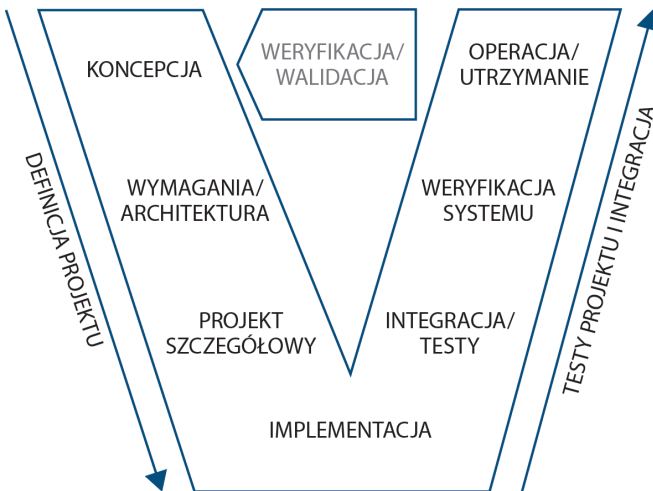 KONCEPCJA
WERYFIKACJA/
WALIDACJA
OPERACJA/
UTRZYMANIE
DEFINICJA PROJEKTU
WYMAGANIA/
ARCHITEKTURA
WERYFIKACJA
SYSTEMU
TESTY PROJEKTU I INTEGRACJA
PROJEKT
SZCZEGÓŁOWY
INTEGRACJA/
TESTY
IMPLEMENTACJA